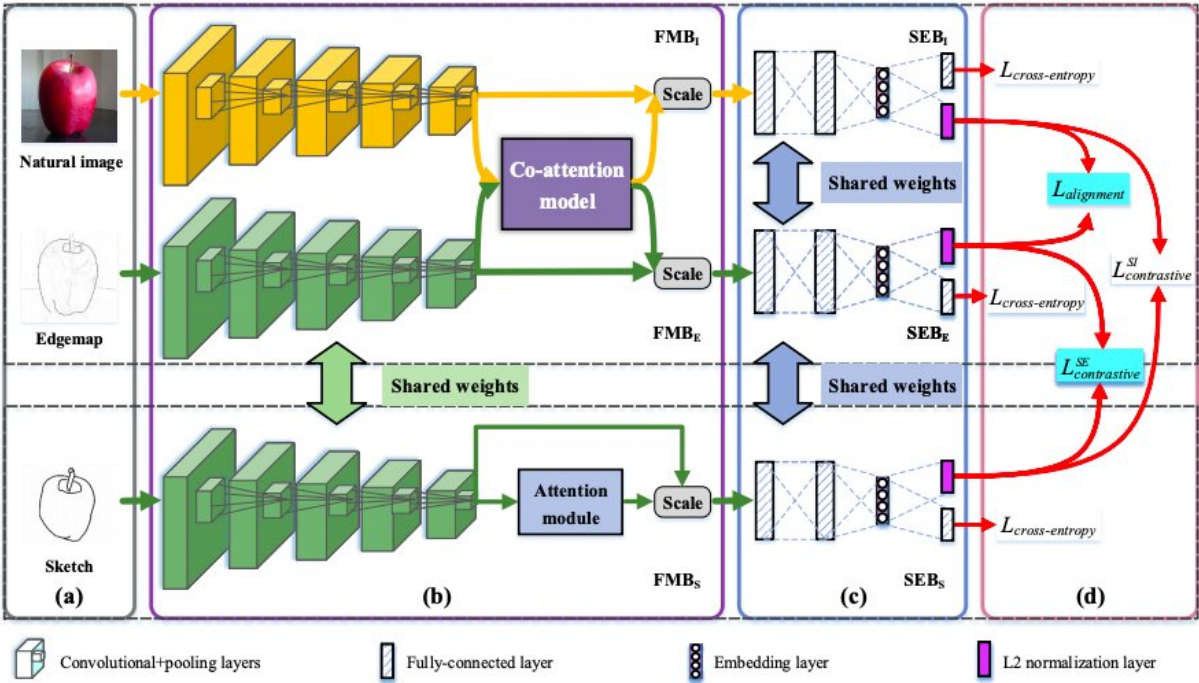 FMB_I
SEB_I
L_cross-entropy
Scale
Natural image
Co-attention
model
Shared weights
L_alignment
Scale
L^SI_contrastive
L_cross-entropy
Edgemap
FMB_E
SEB_E
Shared weights
Shared weights
L^SE_contrastive
Attention
module
Scale
L_cross-entropy
Sketch
FMB_S
SEB_S
(a)
(b)
(c)
(d)
Convolutional+pooling layers
Fully-connected layer
Embedding layer
L2 normalization layer